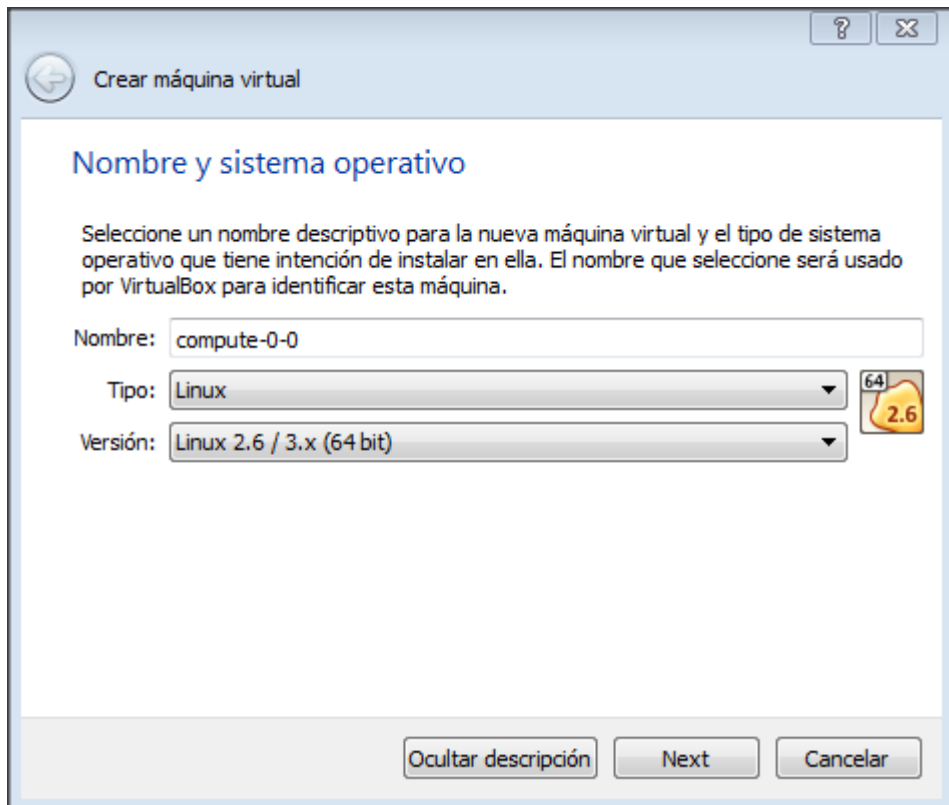 ?
Crear máquina virtual
Nombre y sistema operativo
Seleccione un nombre descriptivo para la nueva máquina virtual y el tipo de sistema
operativo que tiene intención de instalar en ella. El nombre que seleccione será usado
por VirtualBox para identificar esta máquina.
Nombre: compute-0-0
Tipo: Linux
64
2.6
Versión: Linux 2.6 / 3.x (64 bit)
Ocultar descripción Next Cancelar